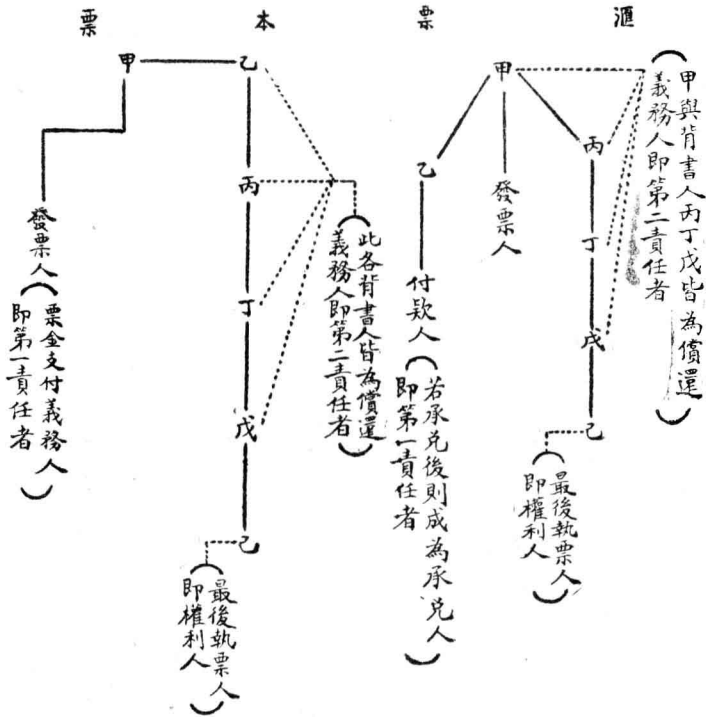 滙票
甲與背書人丙丁戊皆為償還
義務人即第二責任者
甲
發票人
乙
付款人
若承兌後則成為承兌人
即第一責任者
丙
丁
戊
己
最後執票人
即權利人
本票
甲
發票人
票金支付義務人
即第一責任者
乙
丙
丁
戊
己
此各背書人皆為償還
義務人即第二責任者
最後執票人
即權利人